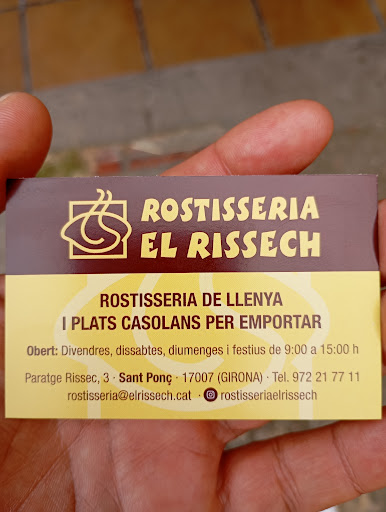 ROSTISSERIA
EL RISSECH
ROSTISSERIA DE LLENYA
I PLATS CASOLANS PER EMPORTAR
Obert: Divendres, dissabtes, diumenges i festius de 9:00 a 15:00 h
Paratge Rissec, 3 · Sant Ponç · 17007 (GIRONA) · Tel. 972 21 77 11
rostisseria@elrissech.cat · rostisseriaelrissech